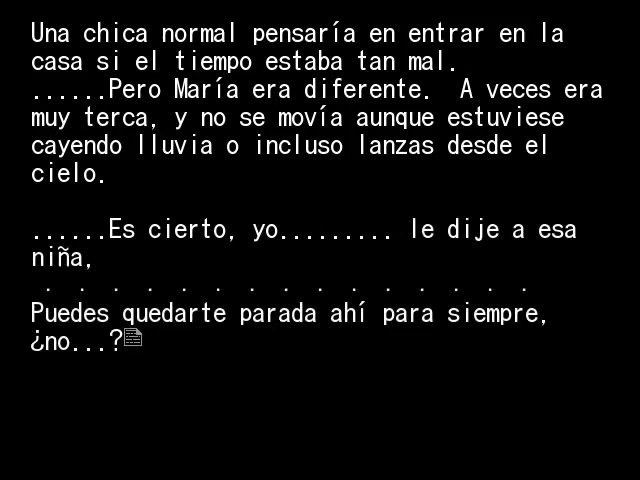 Una chica normal pensaría en entrar en la
casa si el tiempo estaba tan mal.
......Pero María era diferente.  A veces era
muy terca, y no se movía aunque estuviese
cayendo lluvia o incluso lanzas desde el
cielo.
......Es cierto, yo......... le dije a esa
niña,
. . . . . . . . . . . . . . .
Puedes quedarte parada ahí para siempre,
¿no...?